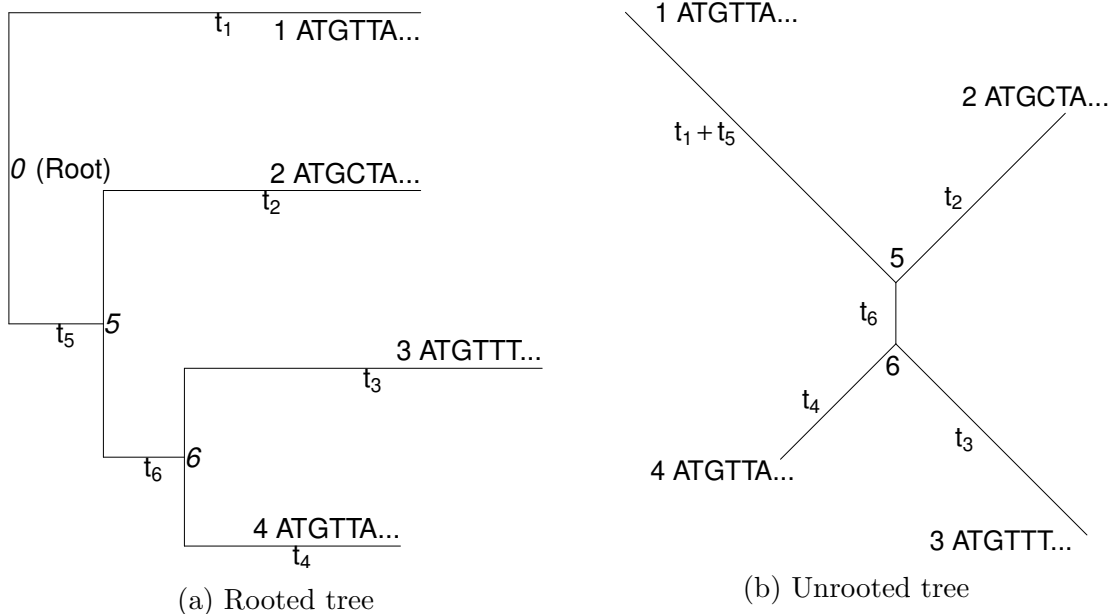 t1
1 ATGTTA...
0 (Root)
2 ATGCTA...
t2
t5
5
3 ATGTTT...
t3
t6
6
4 ATGTTA...
t4
(a) Rooted tree
1 ATGTTA...
2 ATGCTA...
t1 + t5
t2
5
t6
6
t4
t3
4 ATGTTA...
3 ATGTTT...
(b) Unrooted tree